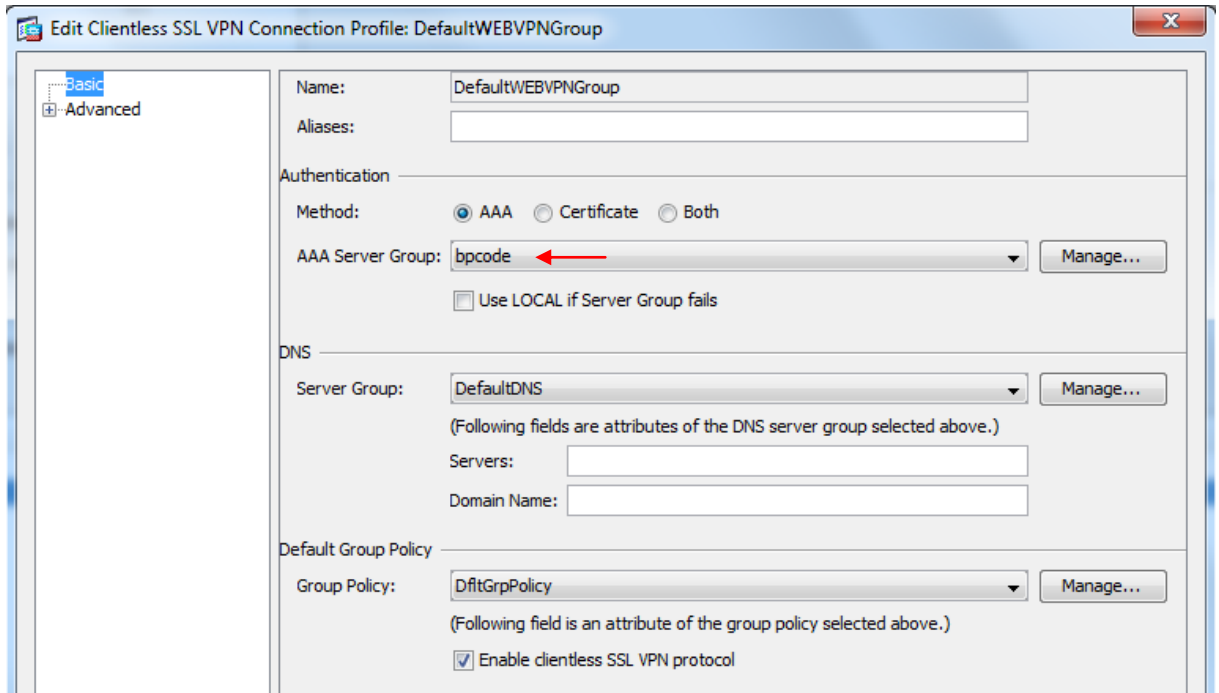 Edit Clientless SSL VPN Connection Profile: DefaultWEBVPNGroup
Basic
Advanced
Name: DefaultWEBVPNGroup
Aliases:
Authentication
Method: AAA Certificate Both
AAA Server Group: bpcode Manage...
Use LOCAL if Server Group fails
DNS
Server Group: DefaultDNS Manage...
(Following fields are attributes of the DNS server group selected above.)
Servers:
Domain Name:
Default Group Policy
Group Policy: DfltGrpPolicy Manage...
(Following field is an attribute of the group policy selected above.)
Enable clientless SSL VPN protocol